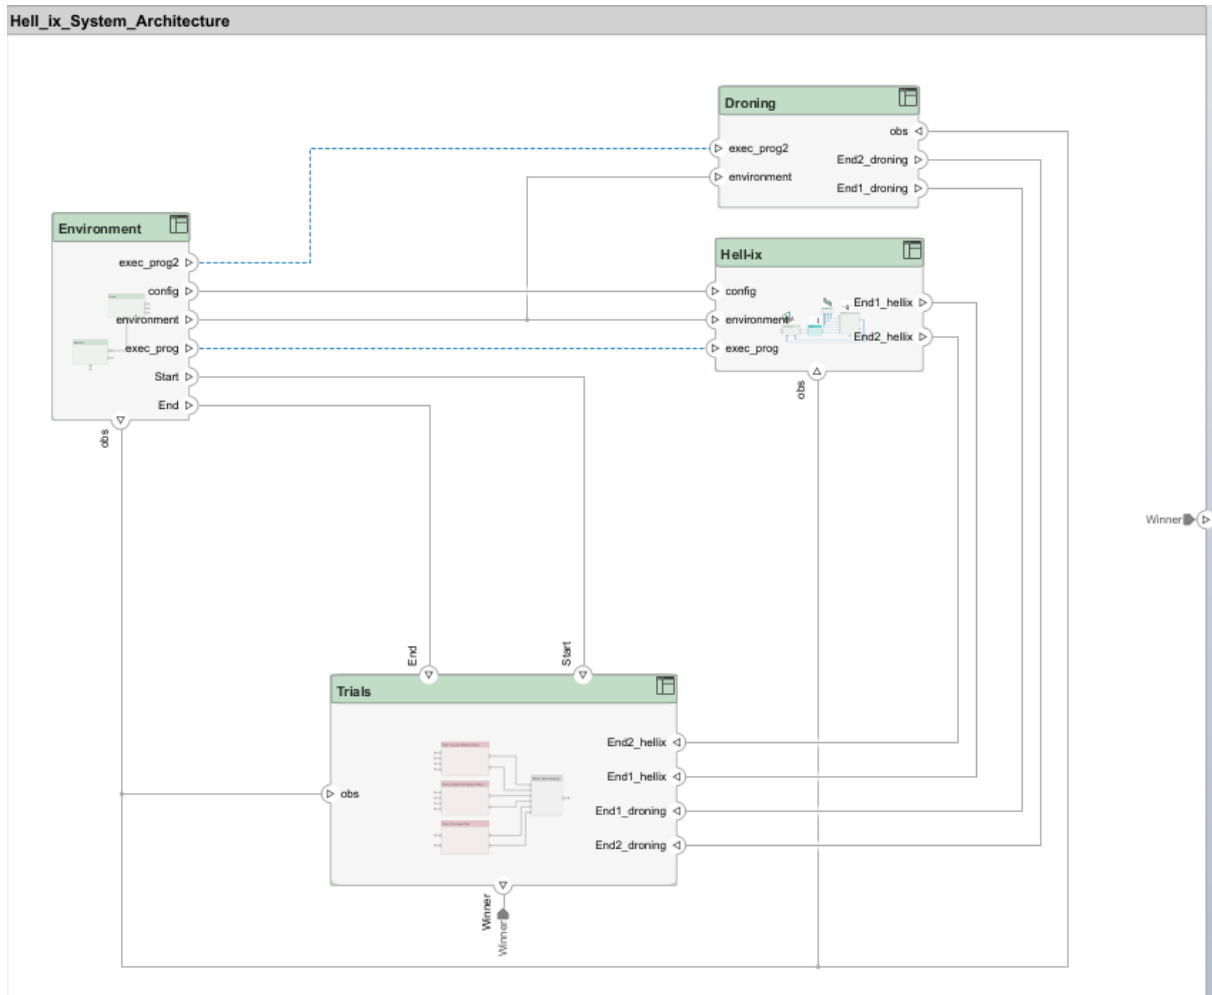 Hell_ix_System_Architecture
Droning
obs
exec_prog2
End2_droning
environment
End1_droning
Environment
exec_prog2
config
environment
exec_prog
Start
End
obs
Hell-ix
config
End1_hellix
environment
End2_hellix
exec_prog
obs
Winner
End
Start
Trials
End2_hellix
End1_hellix
obs
End1_droning
End2_droning
Winner
Winner